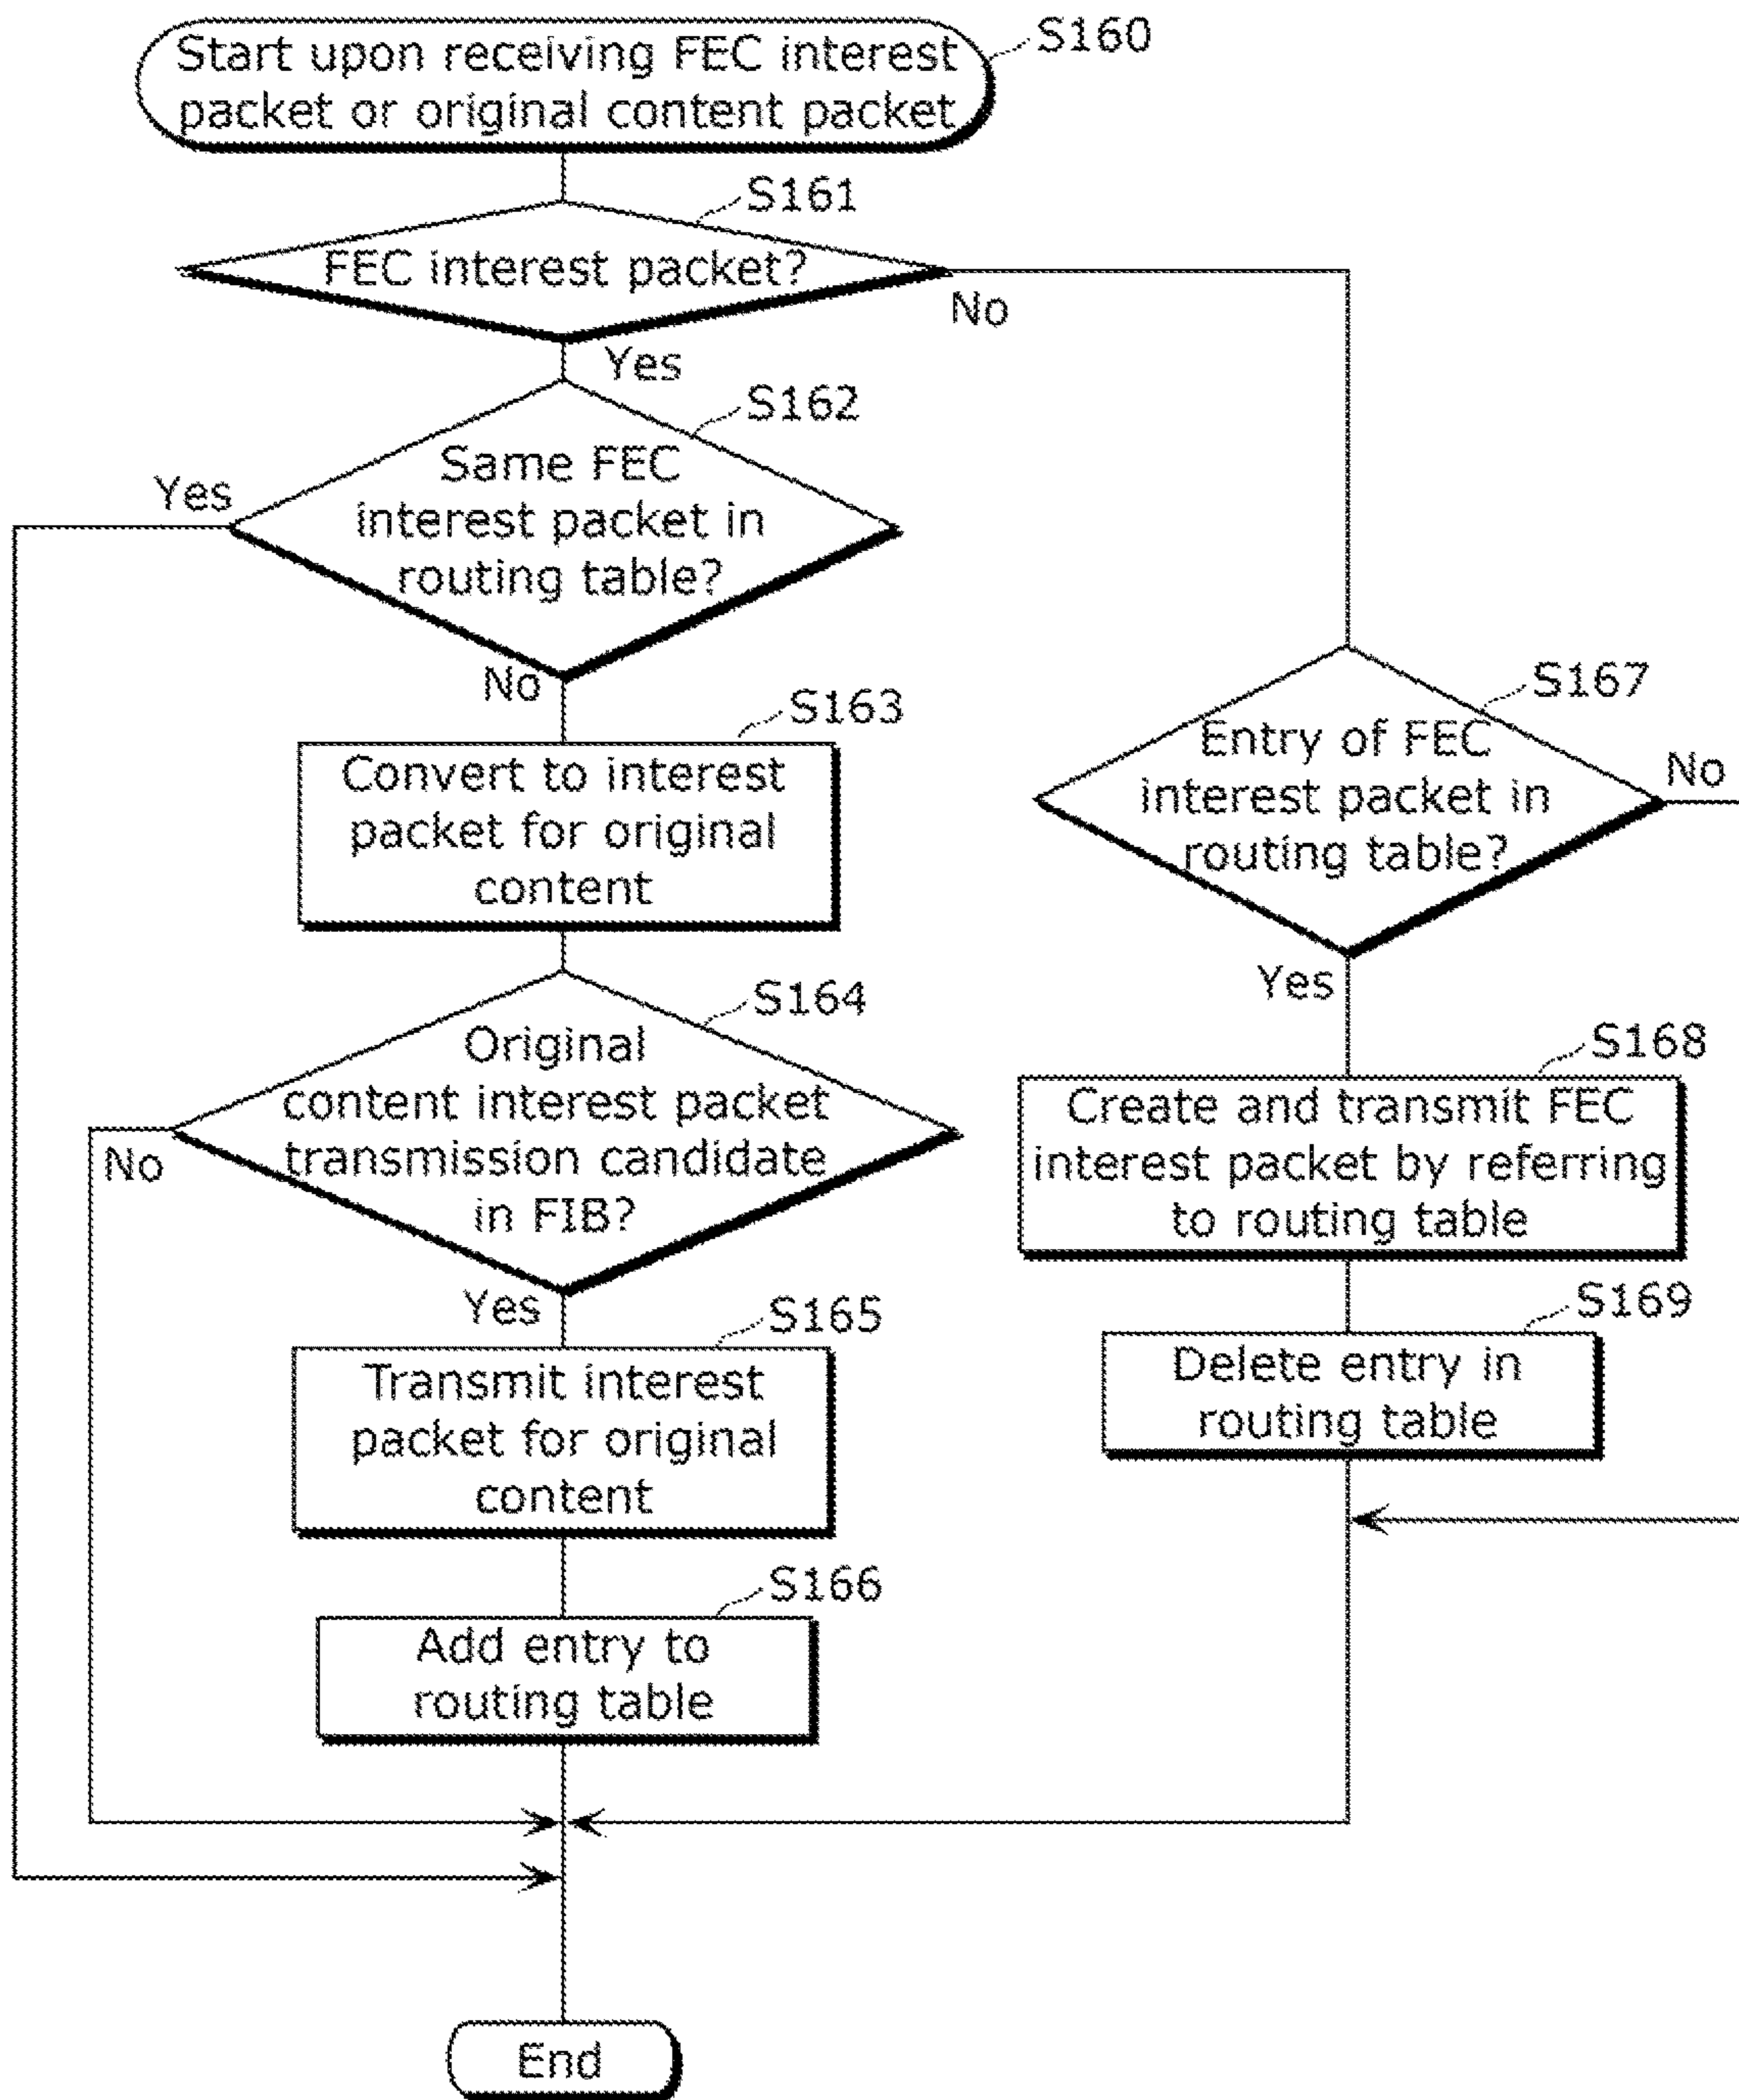 Start upon receiving FEC interest
packet or original content packet
S160
S161
FEC interest packet?
No
Yes
S162
Same FEC
interest packet in
routing table?
Yes
No
S163
Convert to interest
packet for original
content
S164
Original
content interest packet
transmission candidate
in FIB?
No
Yes
S165
Transmit interest
packet for original
content
S166
Add entry to
routing table
S167
Entry of FEC
interest packet in
routing table?
No
Yes
S168
Create and transmit FEC
interest packet by referring
to routing table
S169
Delete entry in
routing table
End